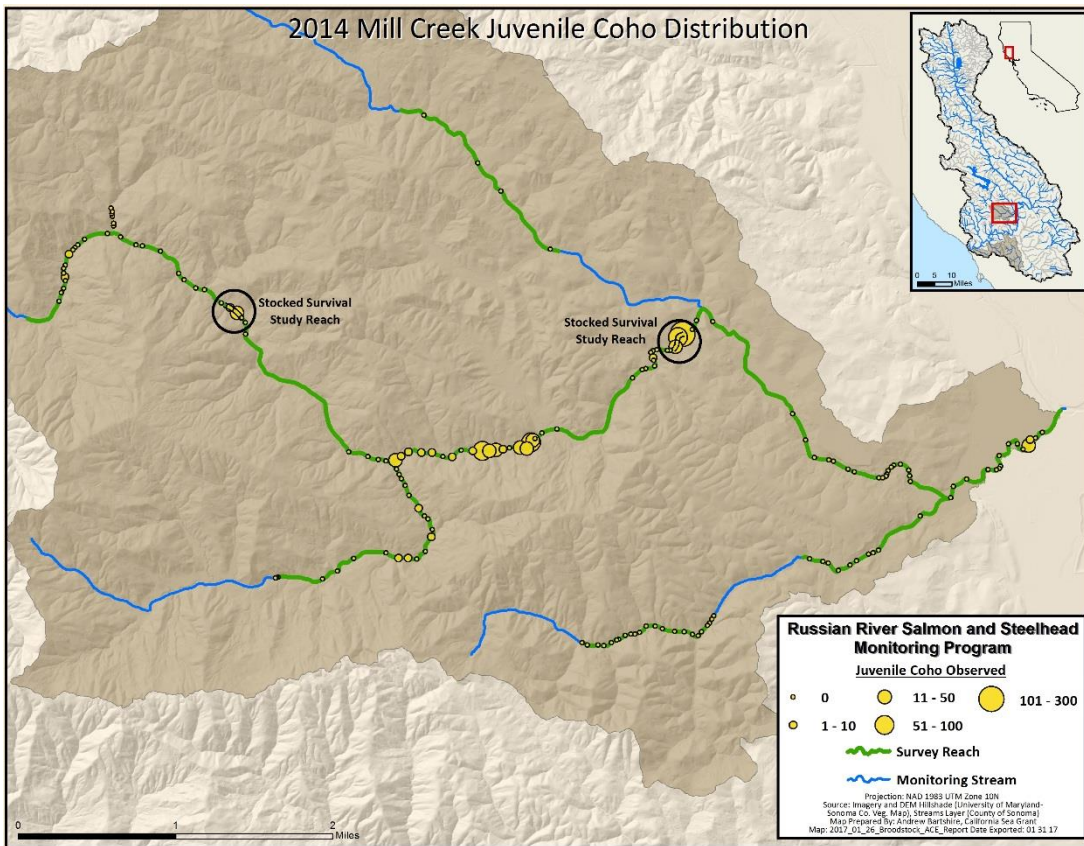 2014 Mill Creek Juvenile Coho Distribution
0 5 10
Miles
Stocked Survival
Study Reach
Stocked Survival
Study Reach
Russian River Salmon and Steelhead
Monitoring Program
Juvenile Coho Observed
0
11 - 50
101 - 300
1 - 10
51 - 100
Survey Reach
Monitoring Stream
Projection: NAD 1983 UTM Zone 10N
Source: Imagery and DEM Hillshade (University of Maryland-
Sonoma Co. Veg. Map), Streams Layer (County of Sonoma)
Map Prepared By: Andrew Bartshire, California Sea Grant
Map: 2017_01_26_Broodstock_ACE_Report Date Exported: 01 31 17
0 1 2
Miles